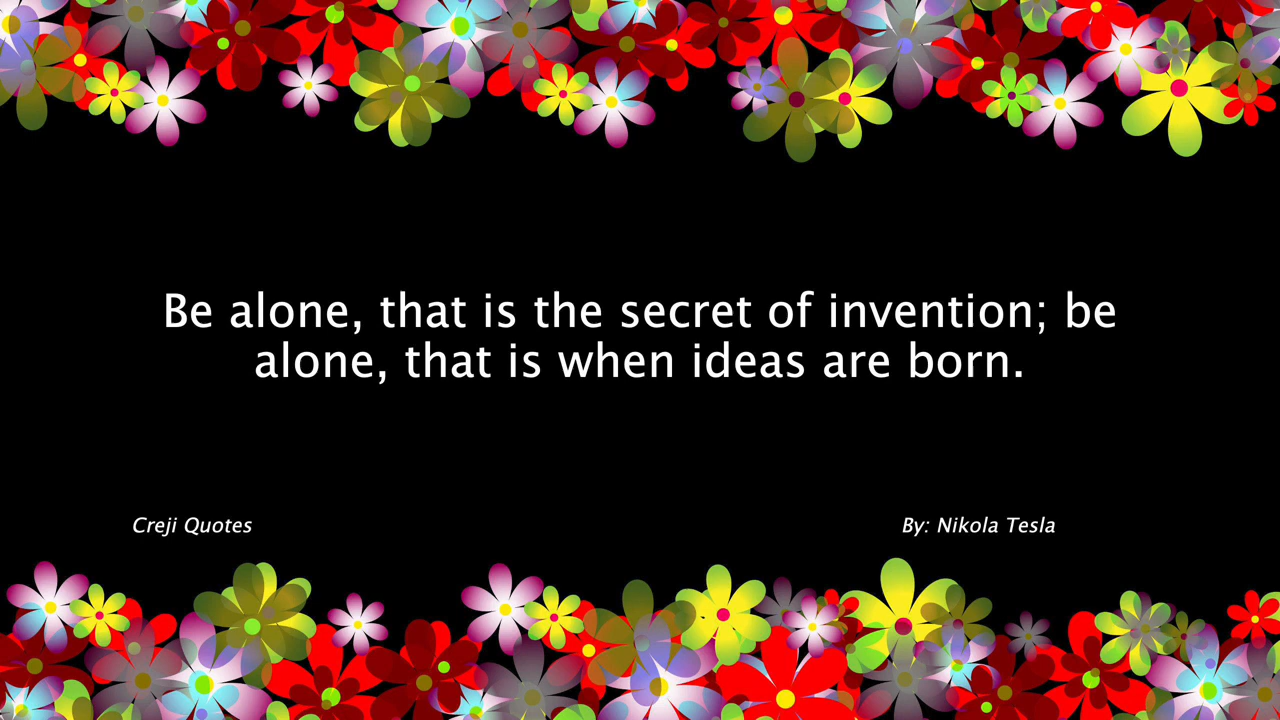 Be alone, that is the secret of invention; be
alone, that is when ideas are born.
Creji Quotes
By: Nikola Tesla